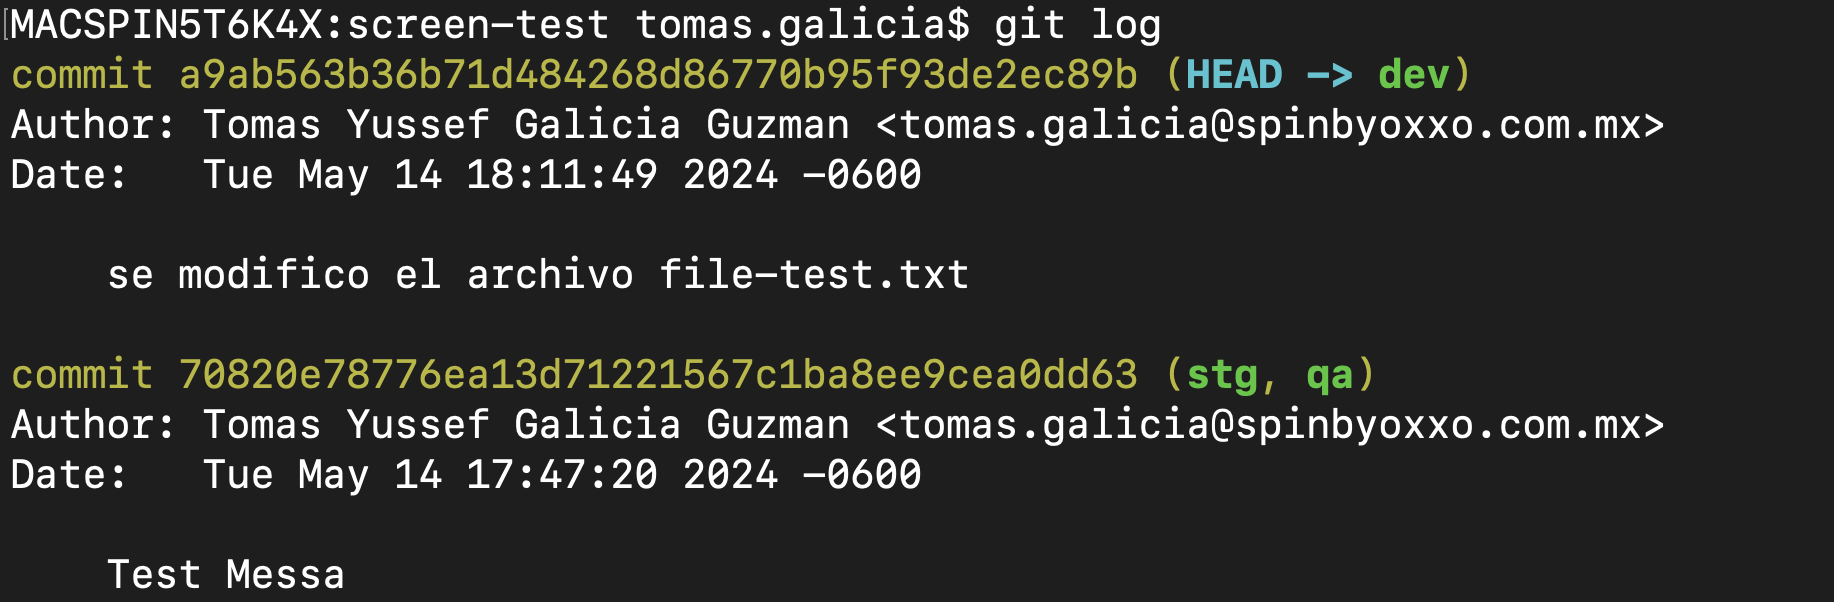 MACSPIN5T6K4X:screen-test tomas.galicia$ git log
commit a9ab563b36b71d484268d86770b95f93de2ec89b (HEAD -> dev)
Author: Tomas Yussef Galicia Guzman <tomas.galicia@spinbyoxxo.com.mx>
Date:   Tue May 14 18:11:49 2024 -0600
se modifico el archivo file-test.txt
commit 70820e78776ea13d71221567c1ba8ee9cea0dd63 (stg, qa)
Author: Tomas Yussef Galicia Guzman <tomas.galicia@spinbyoxxo.com.mx>
Date:   Tue May 14 17:47:20 2024 -0600
Test Messa